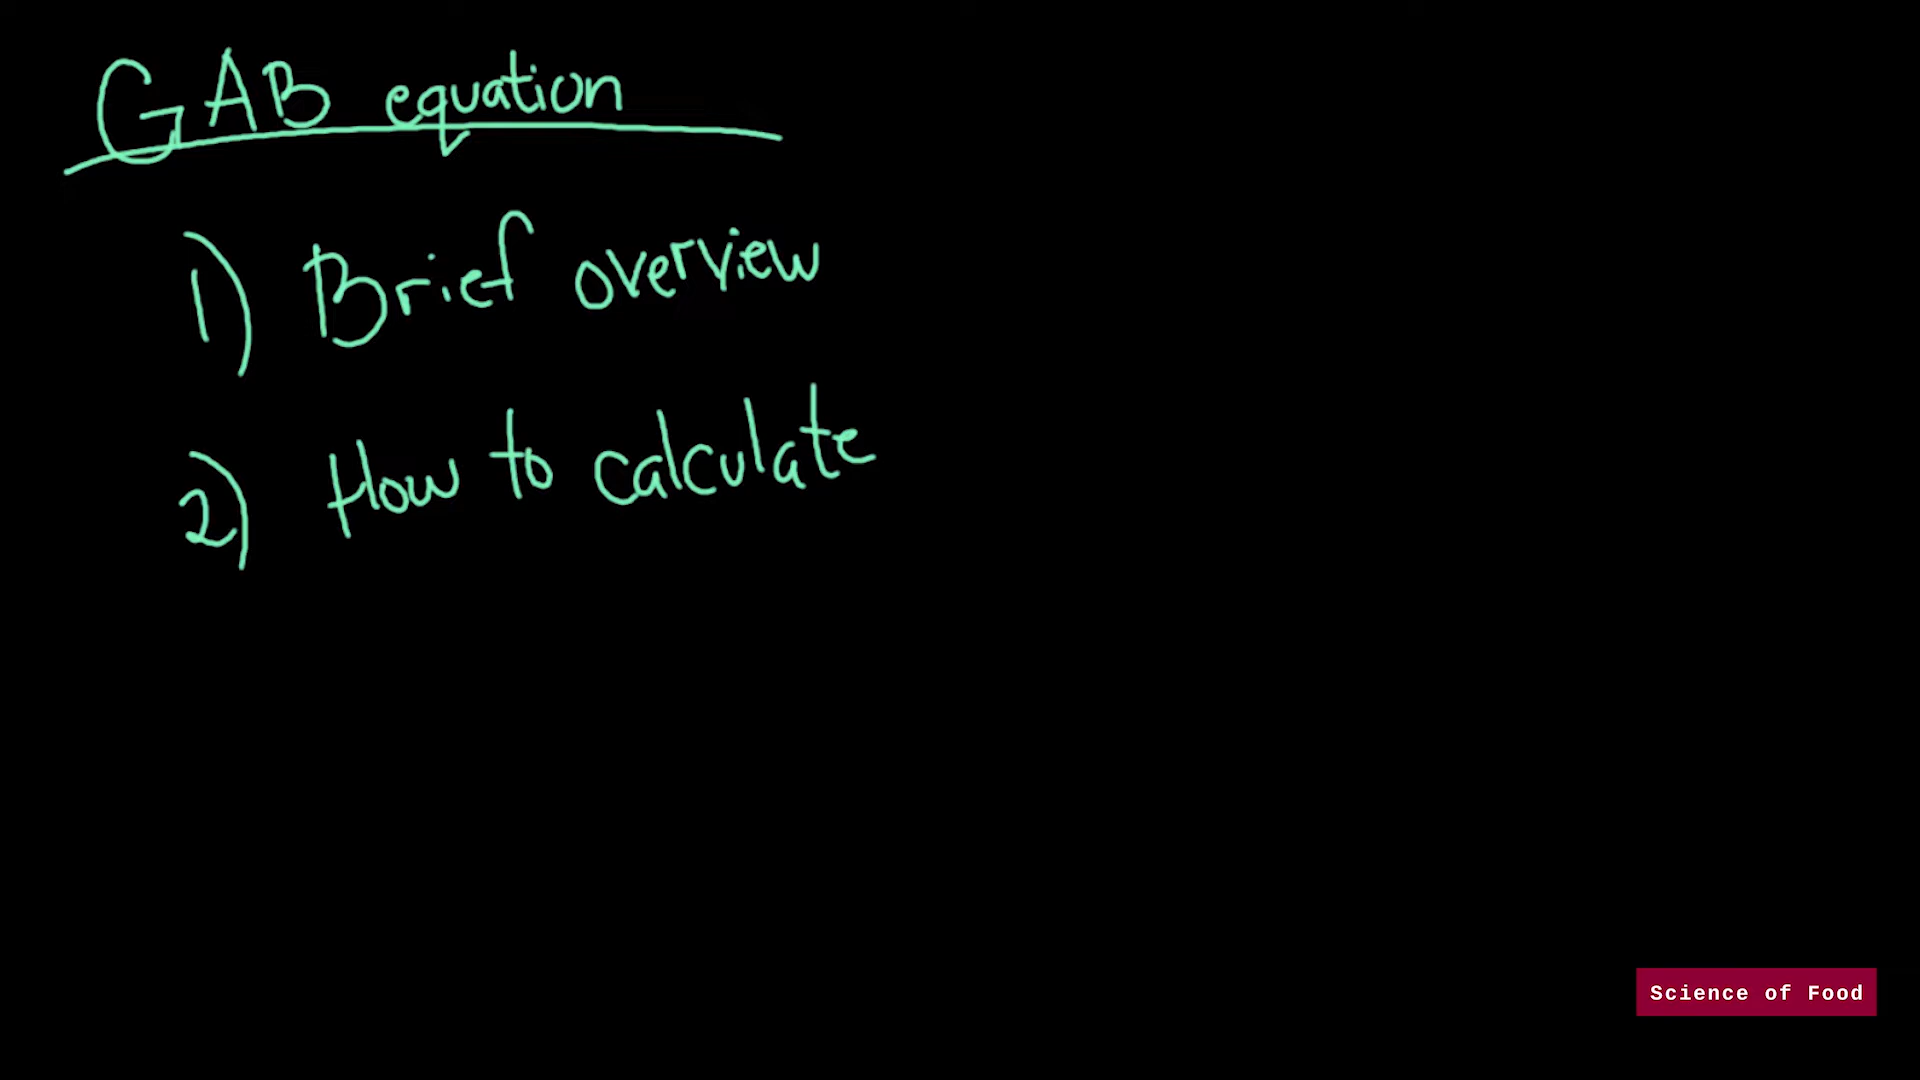 GAB equation
1) Brief overview
2) How to calculate
Science of Food